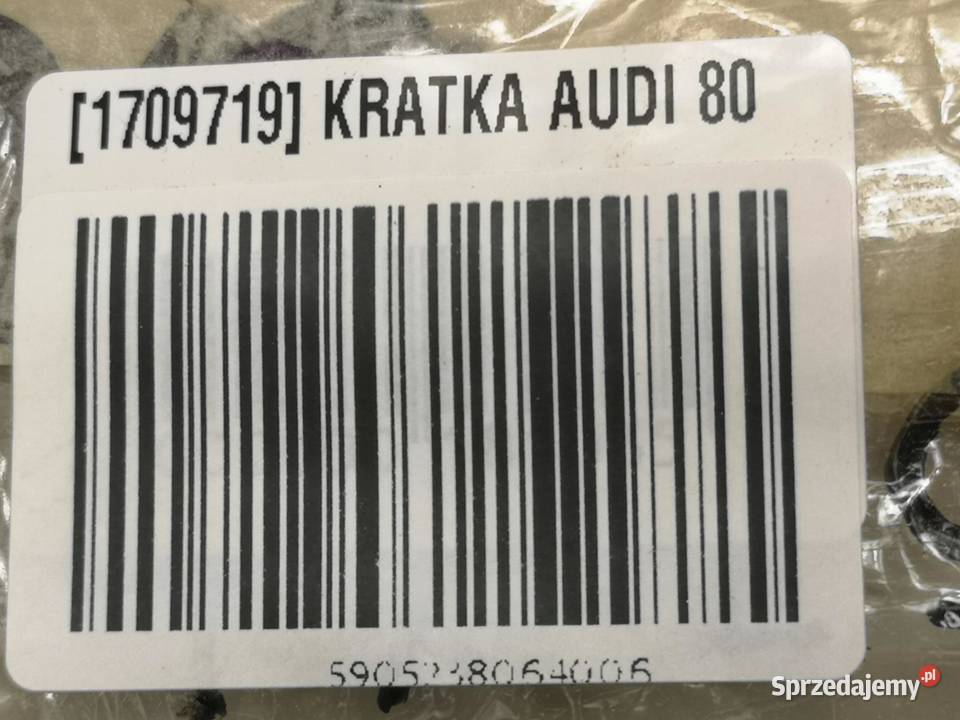 [1709719] KRATKA AUDI 80
5905238064006
Sprzedajemy.pl